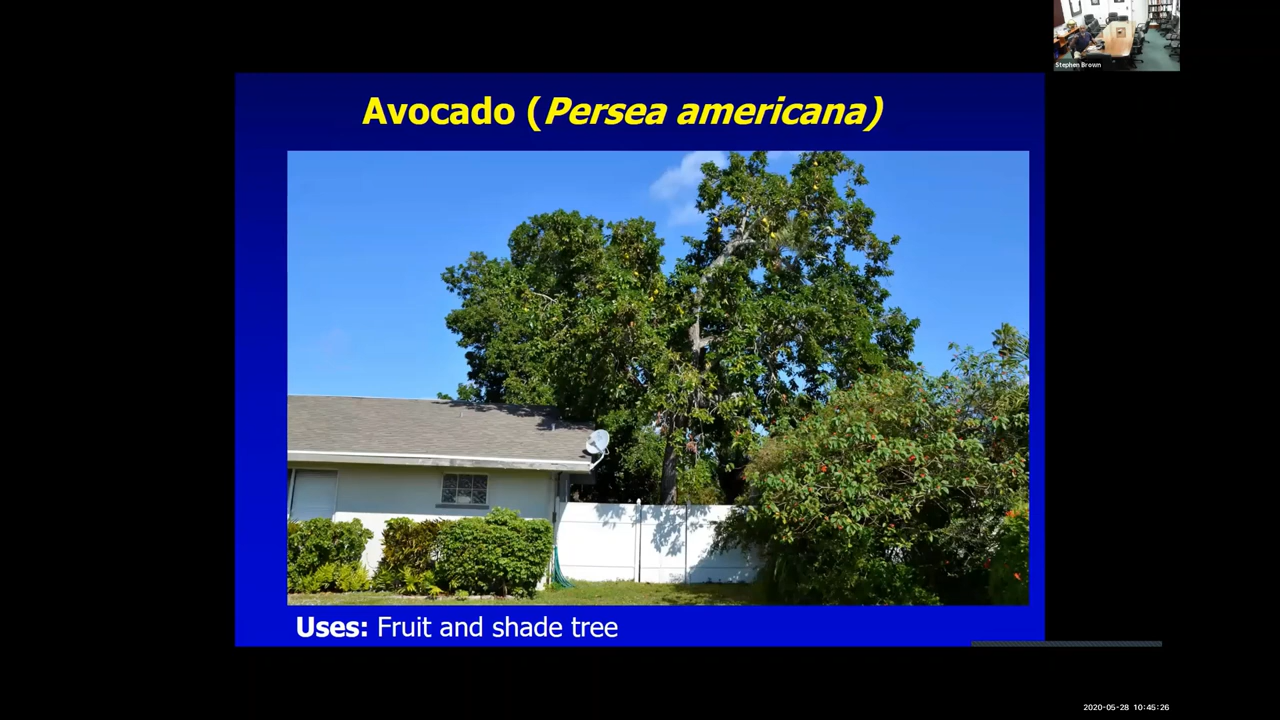 Stephen Brown
Avocado (Persea americana)
Uses: Fruit and shade tree
2020-05-28 10:45:26